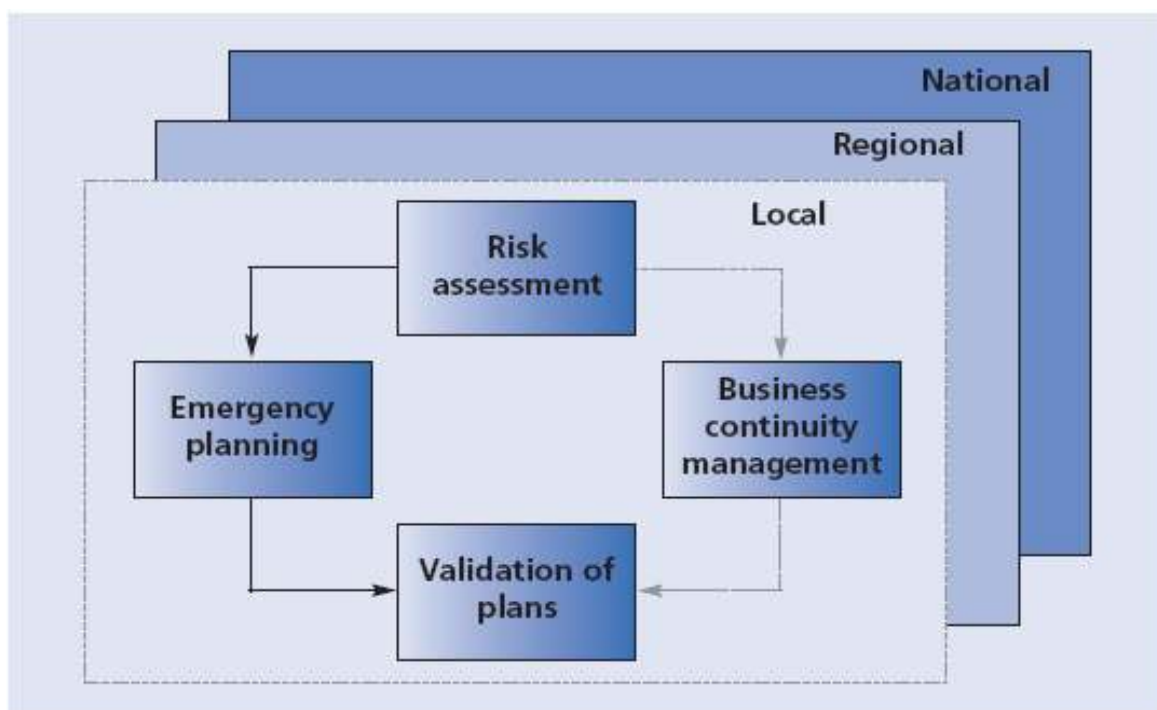 National
Regional
Local
Risk
assessment
Emergency
planning
Business
continuity
management
Validation of
plans